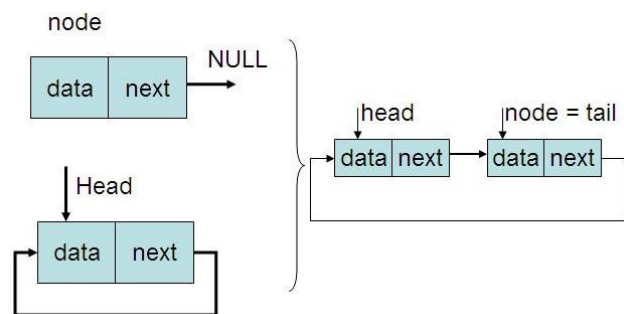 node
NULL
data next
Head
data next
head
node = tail
data next
data next